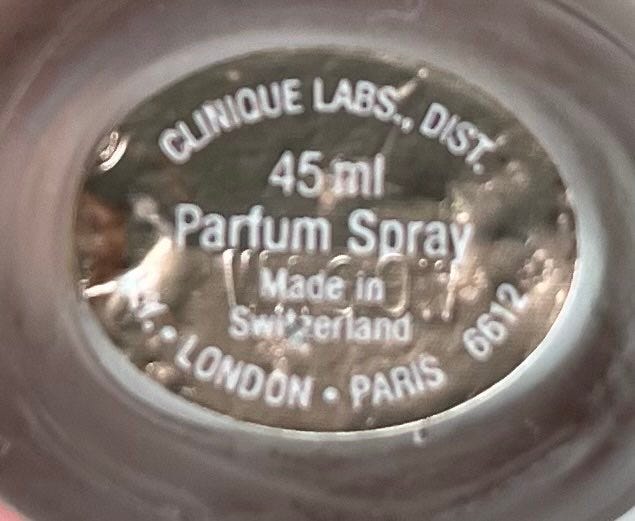 CLINIQUE LABS., DIST.
45 ml
Parfum Spray
Made in
Switzerland
• LONDON • PARIS 6612